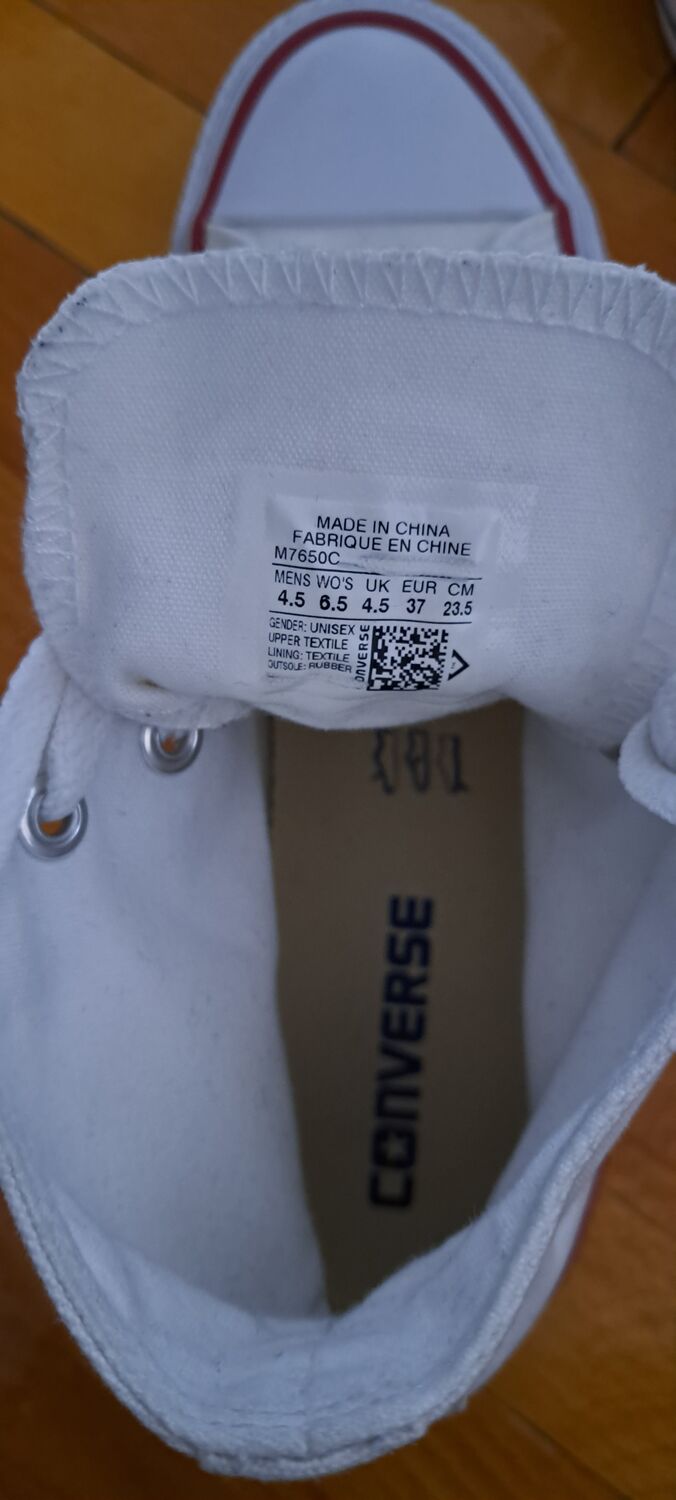 MADE IN CHINA
FABRIQUE EN CHINE
M7650C
MENS WO'S UK EUR CM
4.5 6.5 4.5 37 23.5
GENDER: UNISEX
UPPER TEXTILE
LINING: TEXTILE
OUTSOLE: RUBBER
CONVERSE
CONVERSE